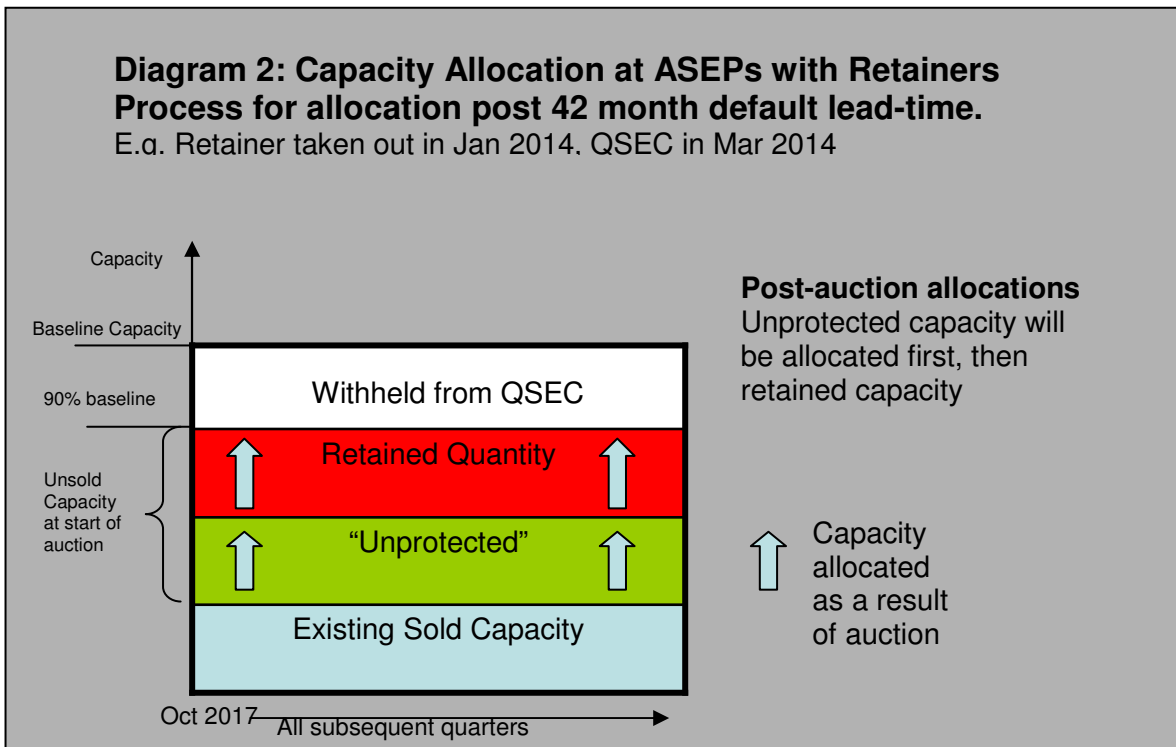 Diagram 2: Capacity Allocation at ASEPs with Retainers
Process for allocation post 42 month default lead-time.
E.g. Retainer taken out in Jan 2014, QSEC in Mar 2014
Capacity
Baseline Capacity
90% baseline
Unsold
Capacity
at start of
auction
Withheld from QSEC
Retained Quantity
“Unprotected”
Existing Sold Capacity
Oct 2017
All subsequent quarters
Post-auction allocations
Unprotected capacity will
be allocated first, then
retained capacity
Capacity
allocated
as a result
of auction